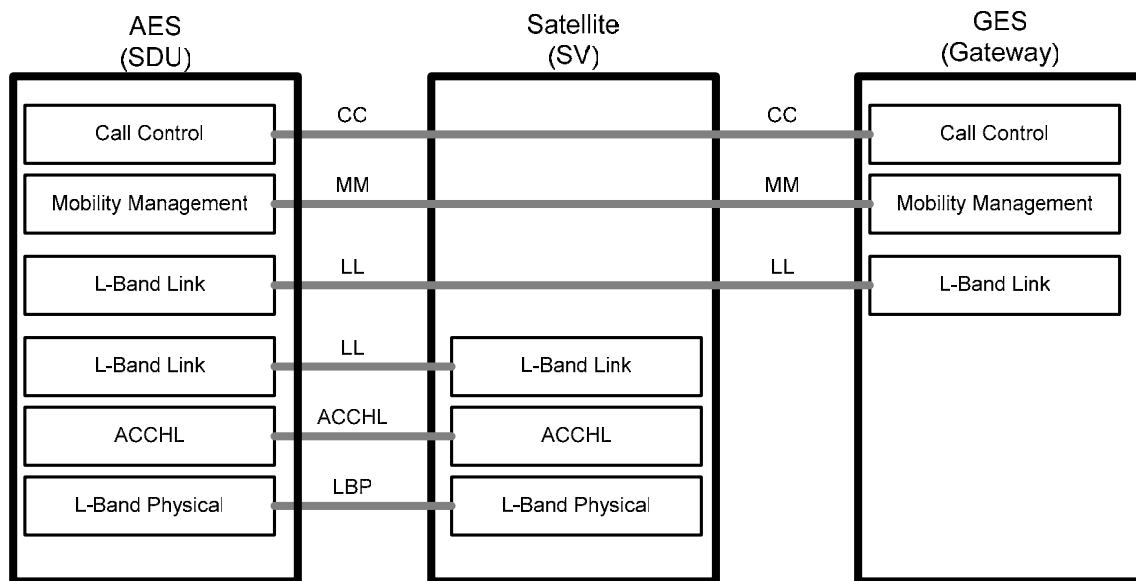 AES
(SDU)
Satellite
(SV)
GES
(Gateway)
Call Control
CC
CC
Call Control
Mobility Management
MM
MM
Mobility Management
L-Band Link
LL
LL
L-Band Link
L-Band Link
LL
L-Band Link
ACCHL
ACCHL
ACCHL
L-Band Physical
LBP
L-Band Physical